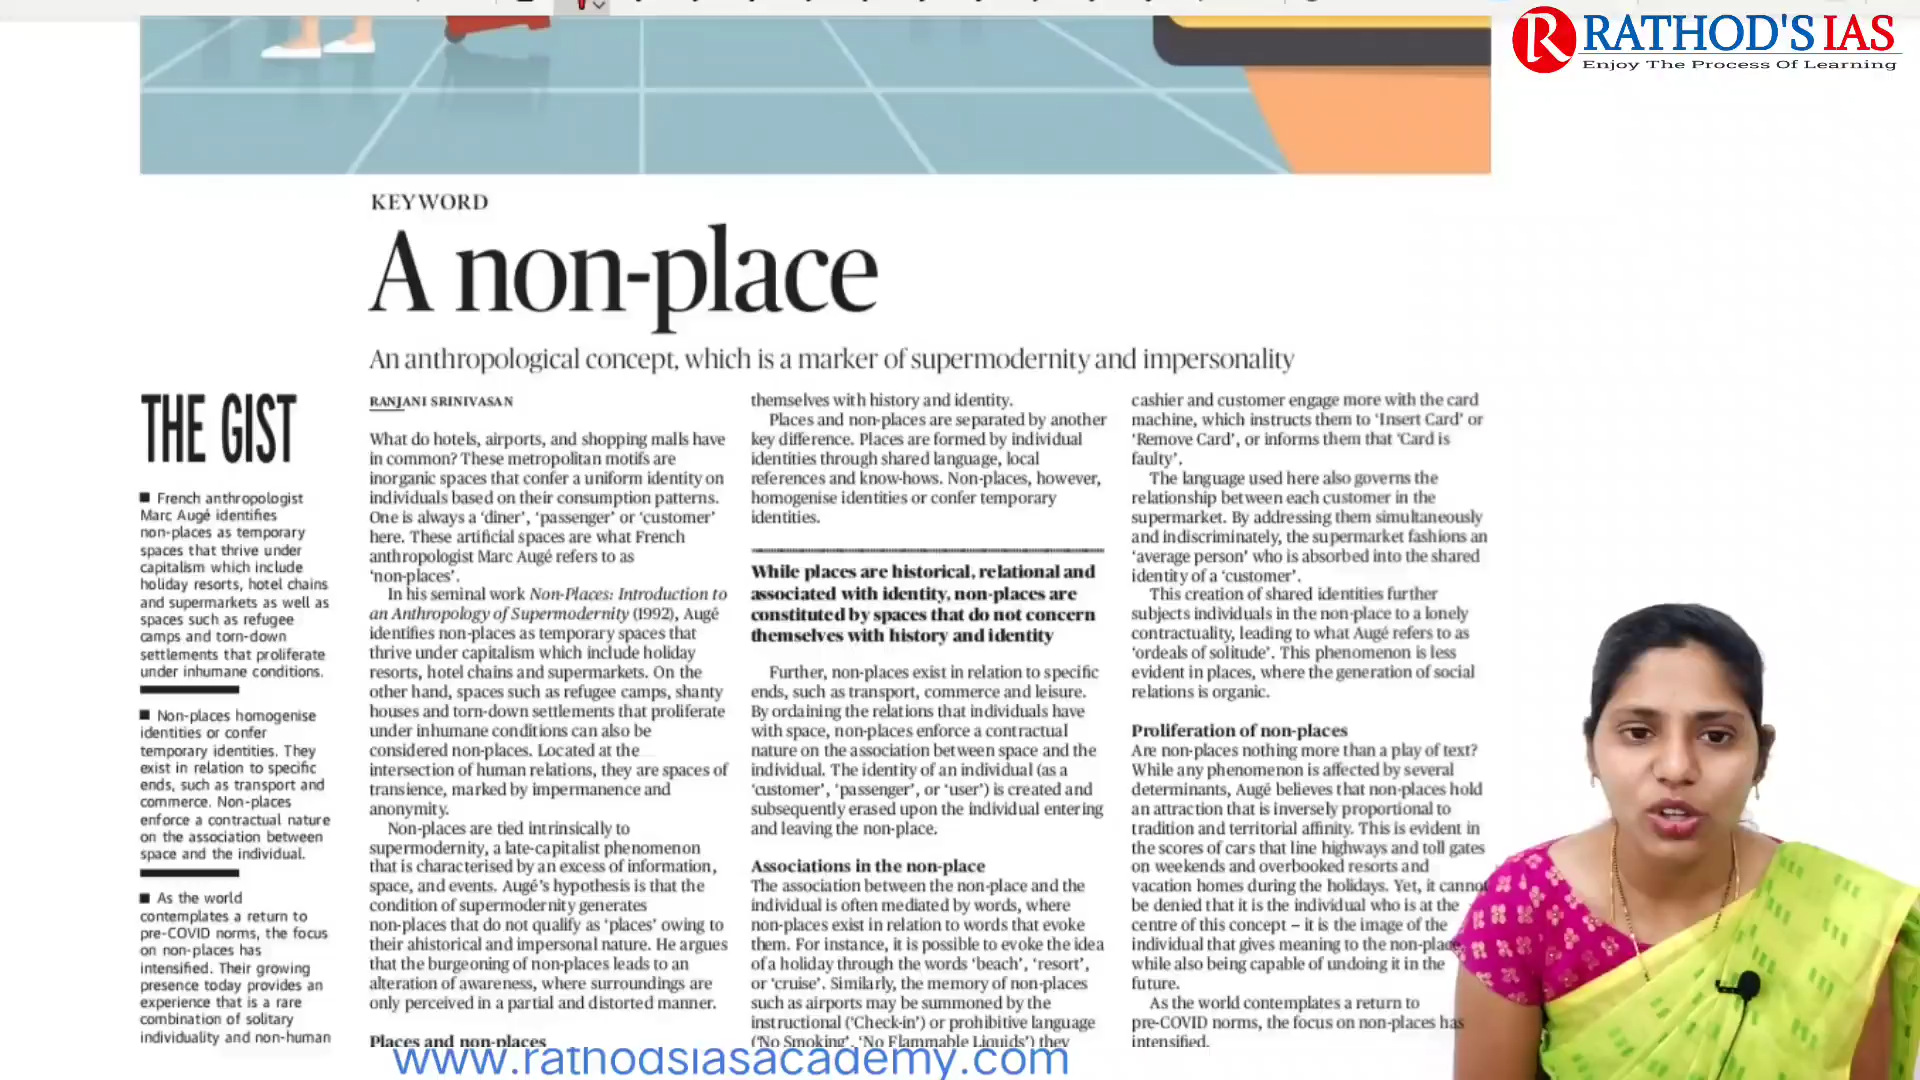 RATHOD'S IAS
Enjoy The Process Of Learning
KEYWORD
A non-place
An anthropological concept, which is a marker of supermodernity and impersonality
THE GIST
■ French anthropologist
Marc Augé identifies
non-places as temporary
spaces that thrive under
capitalism which include
holiday resorts, hotel chains
and supermarkets as well as
spaces such as refugee
camps and torn-down
settlements that proliferate
under inhumane conditions.
■ Non-places homogenise
identities or confer
temporary identities. They
exist in relation to specific
ends, such as transport and
commerce. Non-places
enforce a contractual nature
on the association between
space and the individual.
■ As the world
contemplates a return to
pre-COVID norms, the focus
on non-places has
intensified. Their growing
presence today provides an
experience that is a rare
combination of solitary
individuality and non-human
RANJANI SRINIVASAN
What do hotels, airports, and shopping malls have
in common? These metropolitan motifs are
inorganic spaces that confer a uniform identity on
individuals based on their consumption patterns.
One is always a ‘diner’, ‘passenger’ or ‘customer’
here. These artificial spaces are what French
anthropologist Marc Augé refers to as
‘non-places’.
In his seminal work Non-Places: Introduction to
an Anthropology of Supermodernity (1992), Augé
identifies non-places as temporary spaces that
thrive under capitalism which include holiday
resorts, hotel chains and supermarkets. On the
other hand, spaces such as refugee camps, shanty
houses and torn-down settlements that proliferate
under inhumane conditions can also be
considered non-places. Located at the
intersection of human relations, they are spaces of
transience, marked by impermanence and
anonymity.
Non-places are tied intrinsically to
supermodernity, a late-capitalist phenomenon
that is characterised by an excess of information,
space, and events. Augé’s hypothesis is that the
condition of supermodernity generates
non-places that do not qualify as ‘places’ owing to
their ahistorical and impersonal nature. He argues
that the burgeoning of non-places leads to an
alteration of awareness, where surroundings are
only perceived in a partial and distorted manner.
Places and non-places
themselves with history and identity.
Places and non-places are separated by another
key difference. Places are formed by individual
identities through shared language, local
references and know-hows. Non-places, however,
homogenise identities or confer temporary
identities.
While places are historical, relational and
associated with identity, non-places are
constituted by spaces that do not concern
themselves with history and identity
Further, non-places exist in relation to specific
ends, such as transport, commerce and leisure.
By ordaining the relations that individuals have
with space, non-places enforce a contractual
nature on the association between space and the
individual. The identity of an individual (as a
‘customer’, ‘passenger’, or ‘user’) is created and
subsequently erased upon the individual entering
and leaving the non-place.
Associations in the non-place
The association between the non-place and the
individual is often mediated by words, where
non-places exist in relation to words that evoke
them. For instance, it is possible to evoke the idea
of a holiday through the words ‘beach’, ‘resort’,
or ‘cruise’. Similarly, the memory of non-places
such as airports may be summoned by the
instructional (‘Check-in’) or prohibitive language
(‘No Smoking’, ‘No Flammable Liquids’) they
cashier and customer engage more with the card
machine, which instructs them to ‘Insert Card’ or
‘Remove Card’, or informs them that ‘Card is
faulty’.
The language used here also governs the
relationship between each customer in the
supermarket. By addressing them simultaneously
and indiscriminately, the supermarket fashions an
‘average person’ who is absorbed into the shared
identity of a ‘customer’.
This creation of shared identities further
subjects individuals in the non-place to a lonely
contractuality, leading to what Augé refers to as
‘ordeals of solitude’. This phenomenon is less
evident in places, where the generation of social
relations is organic.
Proliferation of non-places
Are non-places nothing more than a play of text?
While any phenomenon is affected by several
determinants, Augé believes that non-places hold
an attraction that is inversely proportional to
tradition and territorial affinity. This is evident in
the scores of cars that line highways and toll gates
on weekends and overbooked resorts and
vacation homes during the holidays. Yet, it cannot
be denied that it is the individual who is at the
centre of this concept – it is the image of the
individual that gives meaning to the non-place,
while also being capable of undoing it in the
future.
As the world contemplates a return to
pre-COVID norms, the focus on non-places has
intensified.
www.rathodsiasacademy.com